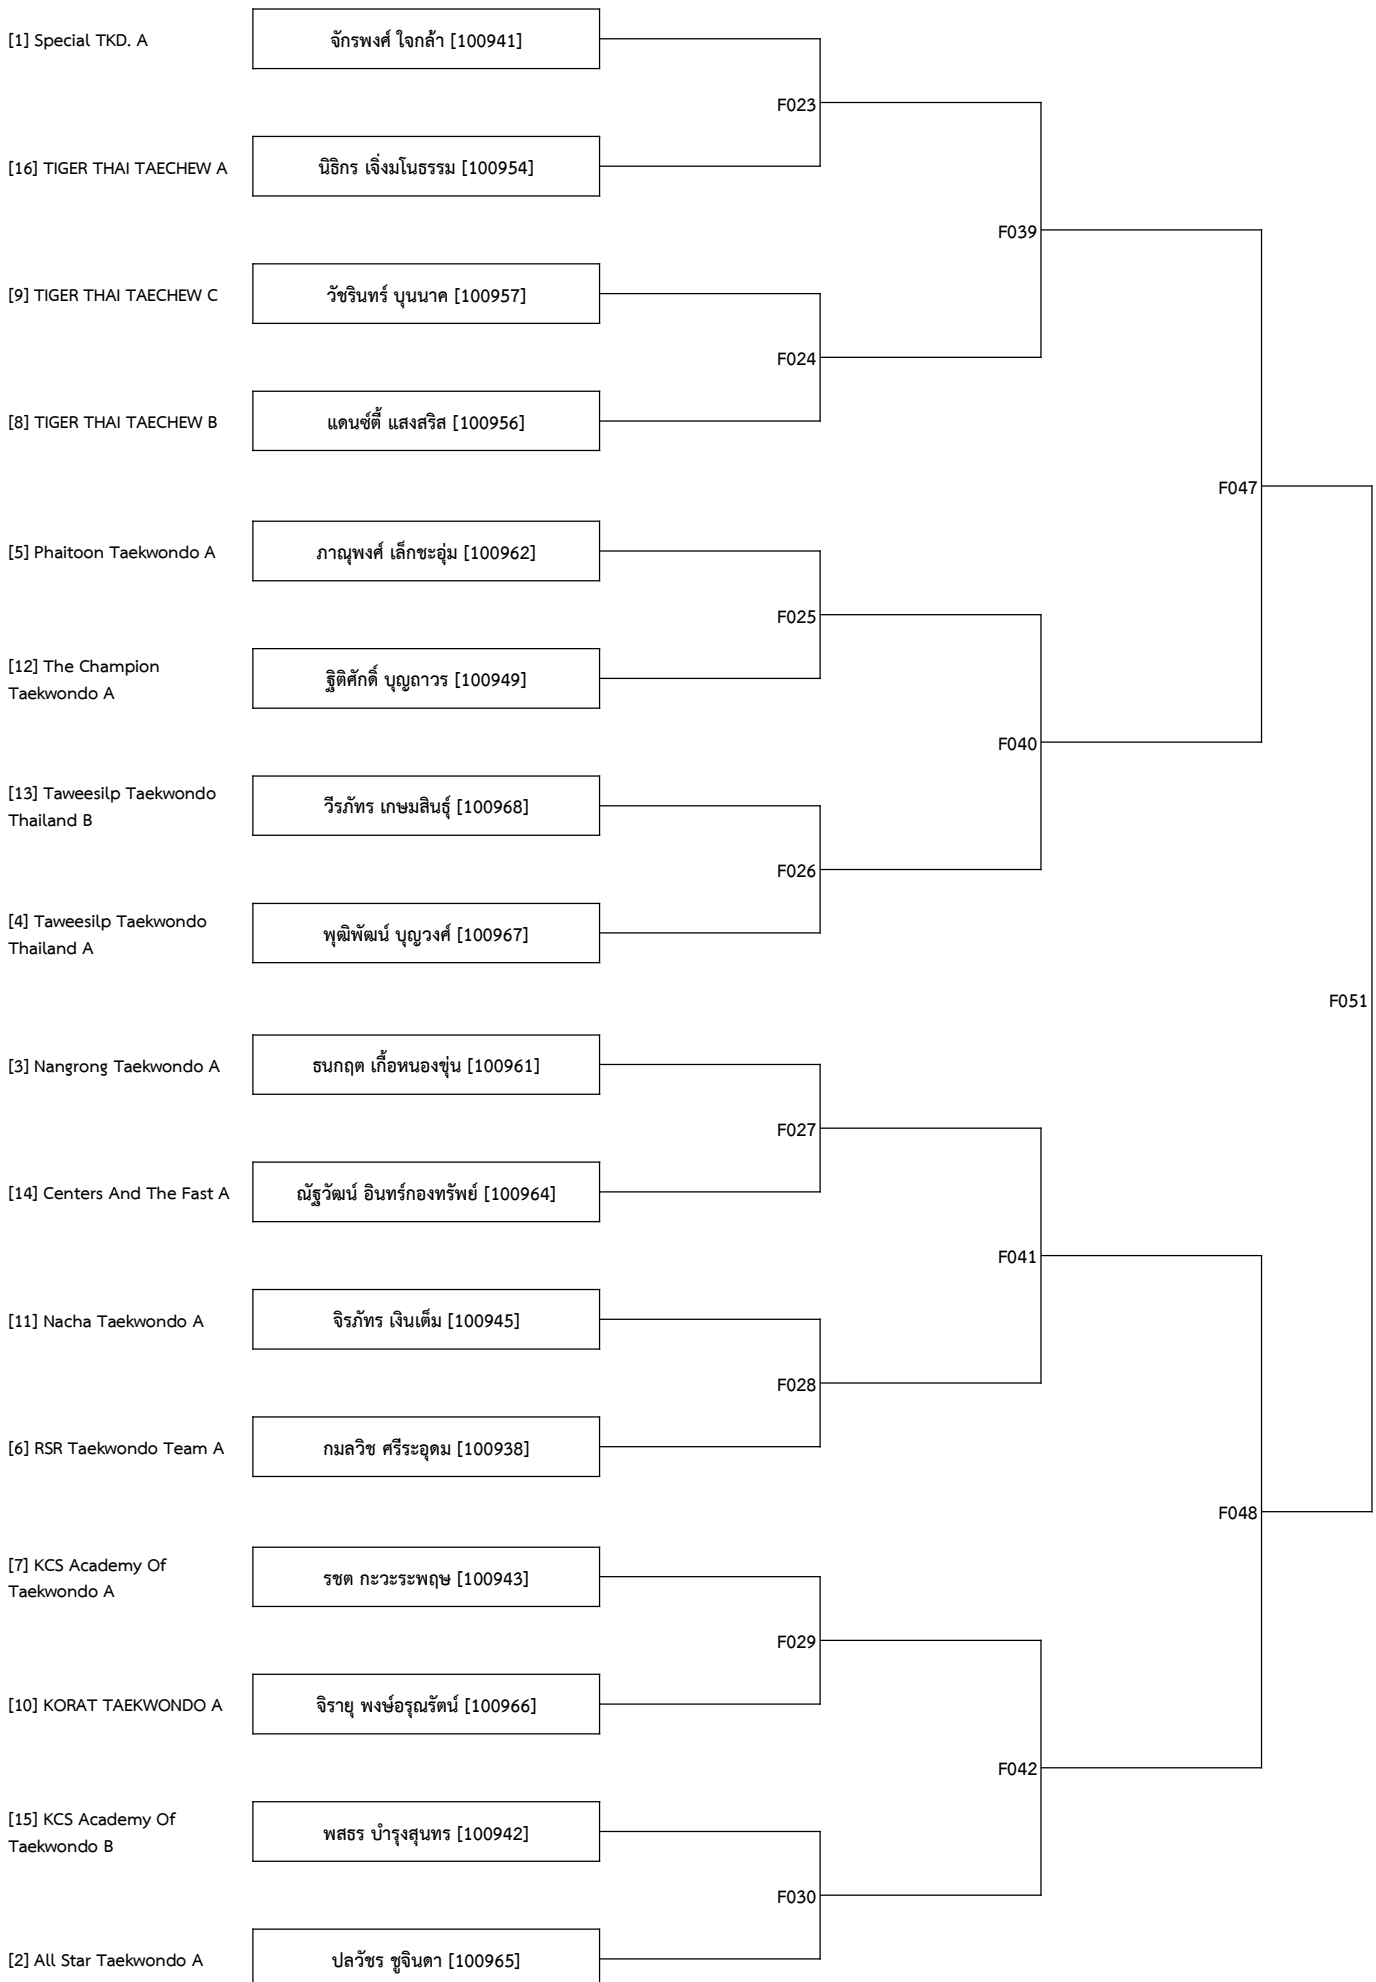 [1] Special TKD. A
จักรพงศ์ ใจกล้า [100941]
F023
[16] TIGER THAI TAECHEW A
นิธิกร เจิ่งมโนธรรม [100954]
F039
[9] TIGER THAI TAECHEW C
วัชรินทร์ บุนนาค [100957]
F024
[8] TIGER THAI TAECHEW B
แดนซ์ตี้ แสงสริส [100956]
F047
[5] Phaitoon Taekwondo A
ภาณุพงศ์ เล็กชะอุ่ม [100962]
F025
[12] The Champion
Taekwondo A
ฐิติศักดิ์ บุญถาวร [100949]
F040
[13] Taweesilp Taekwondo
Thailand B
วีรภัทร เกษมสินธุ์ [100968]
F026
[4] Taweesilp Taekwondo
Thailand A
พุฒิพัฒน์ บุญวงศ์ [100967]
F051
[3] Nangrong Taekwondo A
ธนกฤต เกื้อหนองขุ่น [100961]
F027
[14] Centers And The Fast A
ณัฐวัฒน์ อินทร์กองทรัพย์ [100964]
F041
[11] Nacha Taekwondo A
จิรภัทร เงินเต็ม [100945]
F028
[6] RSR Taekwondo Team A
กมลวิช ศรีระอุดม [100938]
F048
[7] KCS Academy Of
Taekwondo A
รชต กะวะระพฤษ [100943]
F029
[10] KORAT TAEKWONDO A
จิรายุ พงษ์อรุณรัตน์ [100966]
F042
[15] KCS Academy Of
Taekwondo B
พสธร บำรุงสุนทร [100942]
F030
[2] All Star Taekwondo A
ปลวัชร ชูจินดา [100965]